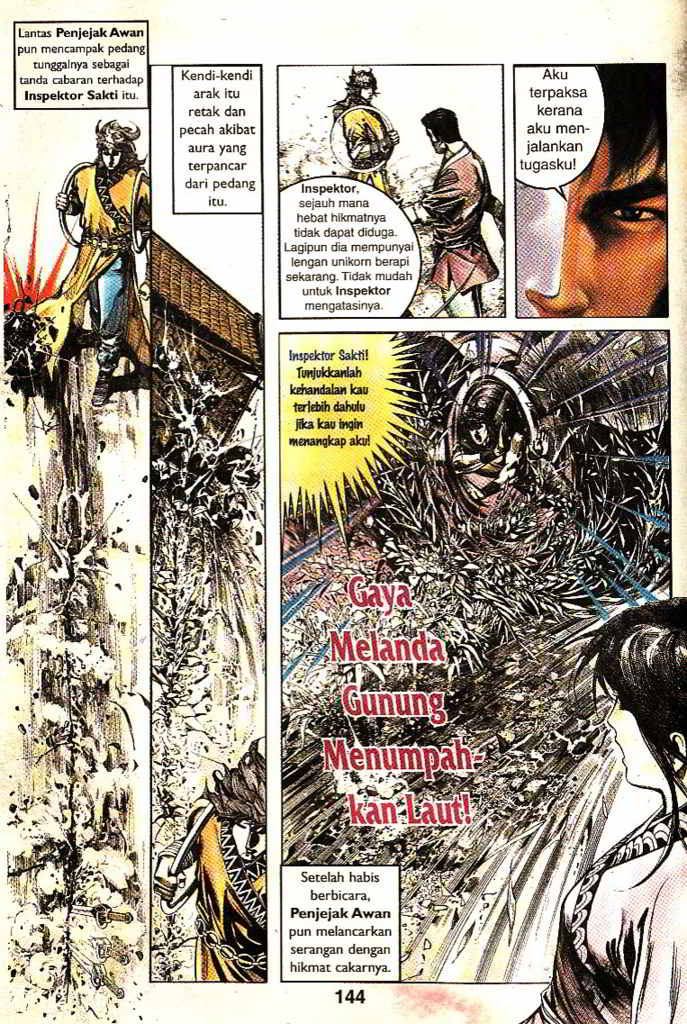 Lantas Penjejak Awan
pun mencampak pedang
tunggalnya sebagai
tanda cabaran terhadap
Inspektor Sakti itu.
Kendi-kendi
arak itu
retak dan
pecah akibat
aura yang
terpancar
dari pedang
itu.
Inspektor,
sejauh mana
hebat hikmatnya
tidak dapat diduga.
Lagipun dia mempunyai
lengan unikorn berapi
sekarang. Tidak mudah
untuk Inspektor
mengatasinya.
Aku
terpaksa
kerana
aku men-
jalankan
tugasku!
Inspektor Sakti!
Tunjukkanlah
kehandalan kau
terlebih dahulu
jika kau ingin
menangkap aku!
Gaya
Melanda
Gunung
Menumpah-
kan Laut!
Setelah habis
berbicara,
Penjejak Awan
pun melancarkan
serangan dengan
hikmat cakarnya.
144